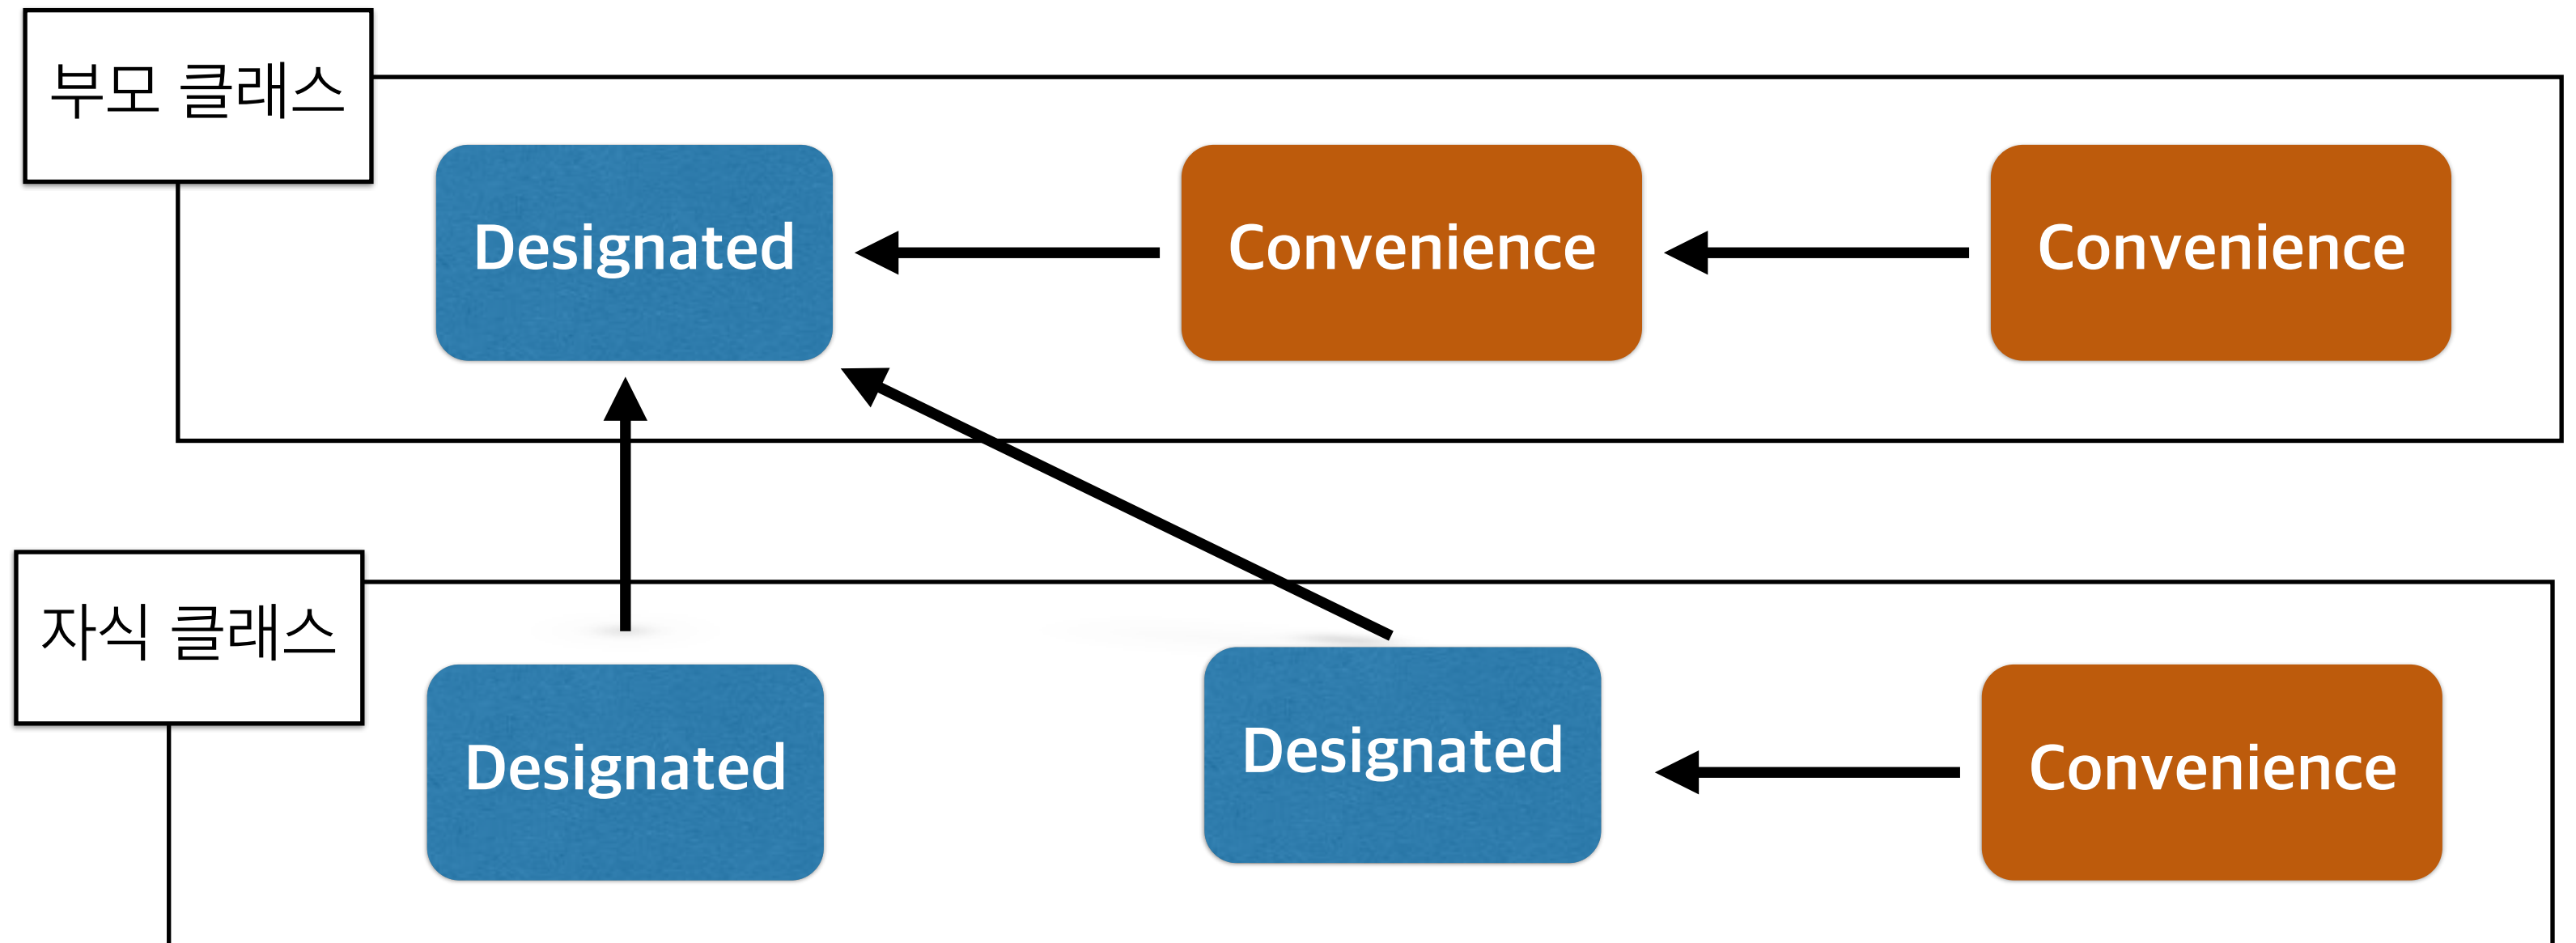 부모 클래스
Designated
Convenience
Convenience
자식 클래스
Designated
Designated
Convenience